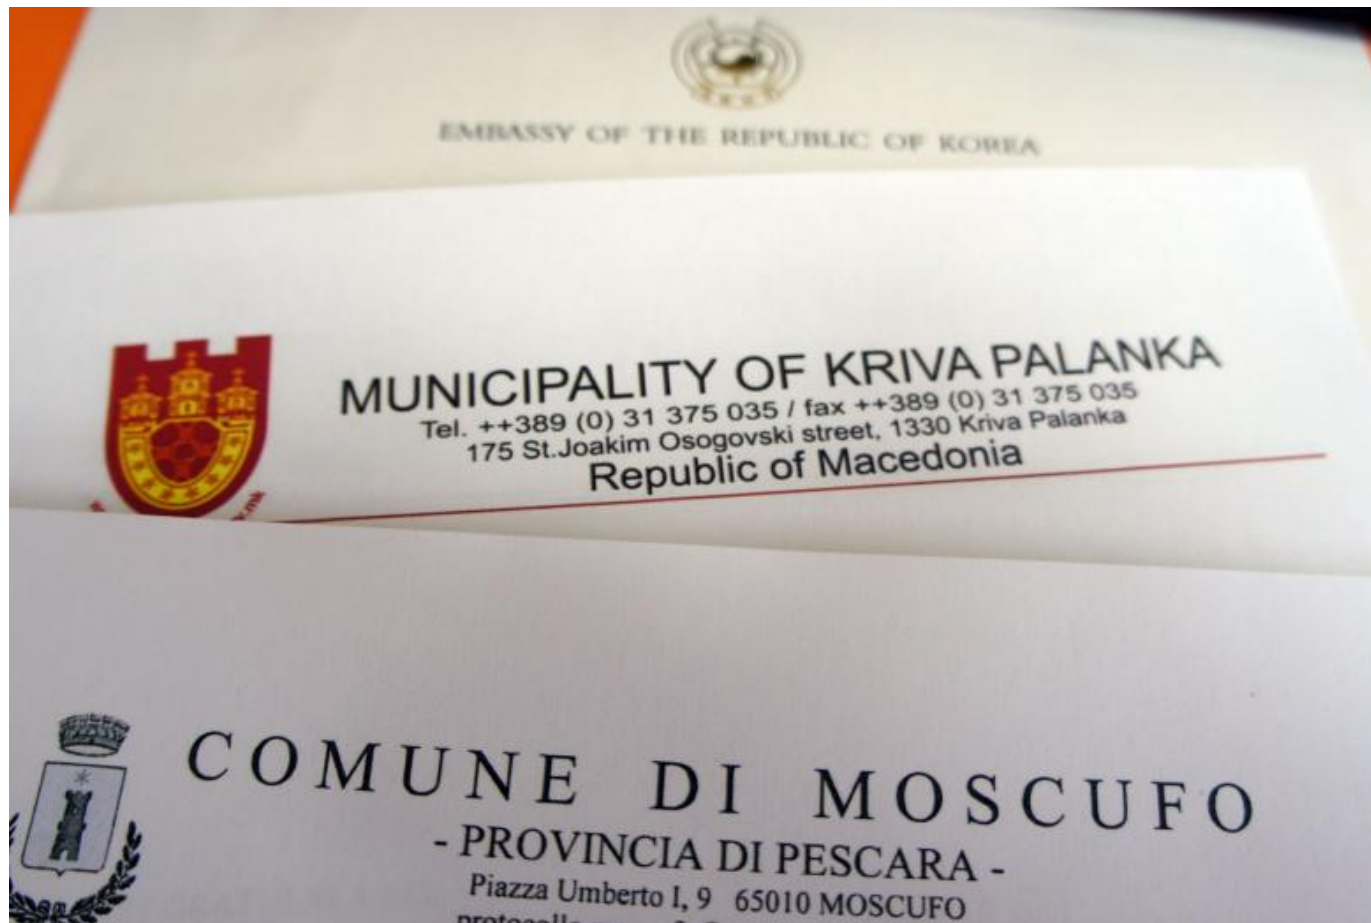 EMBASSY OF THE REPUBLIC OF KOREA
MUNICIPALITY OF KRIVA PALANKA
Tel. ++389 (0) 31 375 035 / fax ++389 (0) 31 375 035
175 St.Joakim Osogovski street, 1330 Kriva Palanka
Republic of Macedonia
COMUNE DI MOSCUFO
- PROVINCIA DI PESCARA -
Piazza Umberto I, 9 65010 MOSCUFO